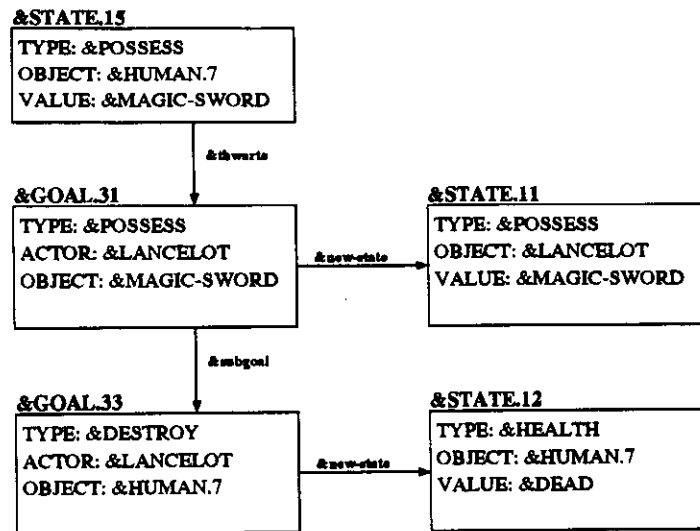 &STATE.15
TYPE: &POSSESS
OBJECT: &HUMAN.7
VALUE: &MAGIC-SWORD
&thwarts
&GOAL.31
TYPE: &POSSESS
ACTOR: &LANCELOT
OBJECT: &MAGIC-SWORD
&new-state
&STATE.11
TYPE: &POSSESS
OBJECT: &LANCELOT
VALUE: &MAGIC-SWORD
&subgoal
&GOAL.33
TYPE: &DESTROY
ACTOR: &LANCELOT
OBJECT: &HUMAN.7
&new-state
&STATE.12
TYPE: &HEALTH
OBJECT: &HUMAN.7
VALUE: &DEAD